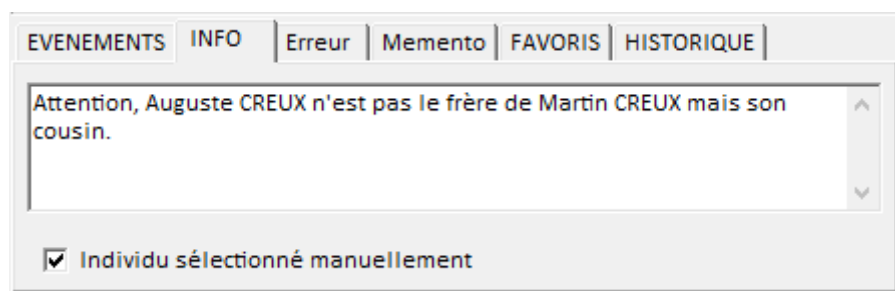 EVENEMENTS INFO Erreur Memento FAVORIS HISTORIQUE
Attention, Auguste CREUX n'est pas le frère de Martin CREUX mais son
cousin.
Individu sélectionné manuellement